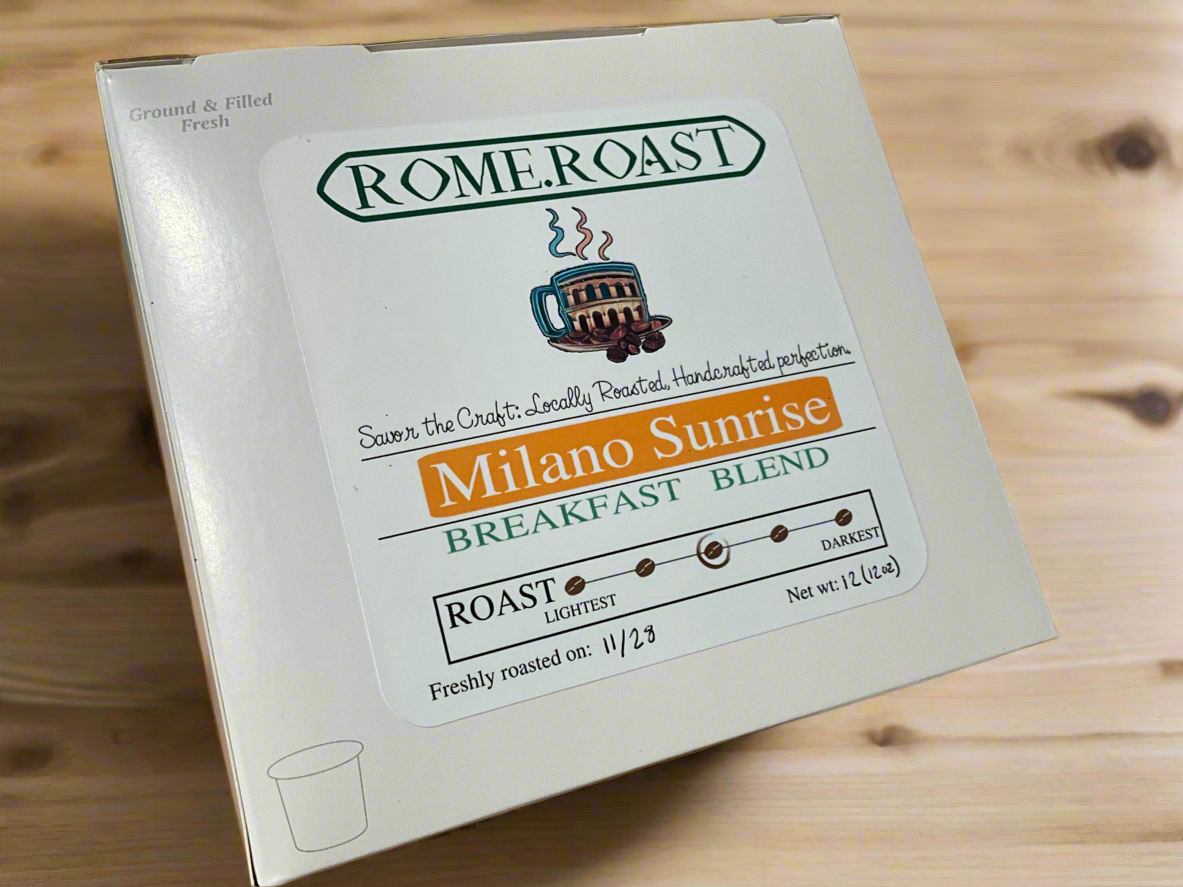 Ground & Filled
Fresh
ROME.ROAST
Savor the Craft: Locally Roasted, Handcrafted perfection.
Milano Sunrise
BREAKFAST BLEND
ROAST
LIGHTEST
DARKEST
Net wt: 12 (12oz)
Freshly roasted on: 11/28